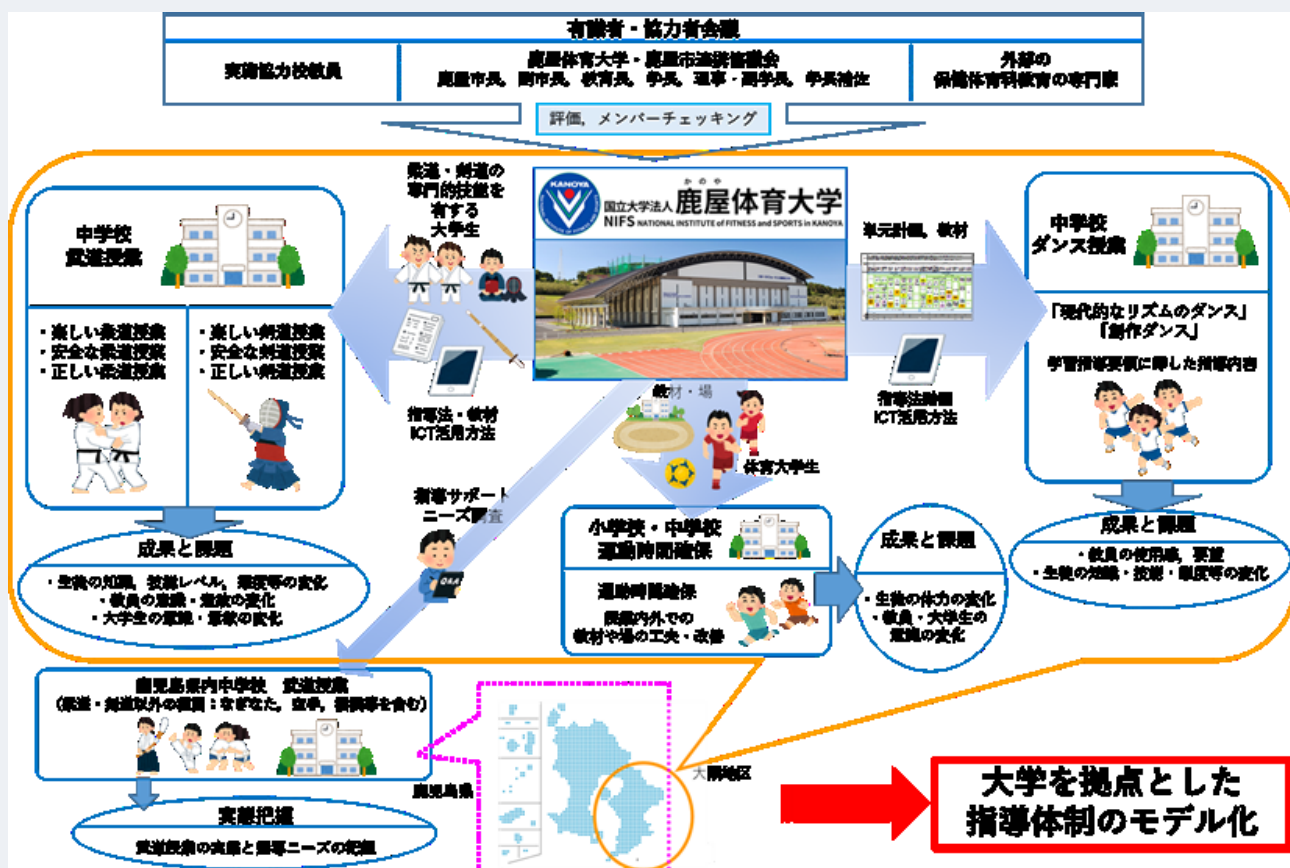 有識者・協力者会議
実施協力校教員
鹿屋体育大学・鹿屋市連携協議会
鹿屋市長，副市長，教育長，学長，理事・副学長，学長補佐
外部の
保健体育科教育の専門家
評価，メンバーチェッキング
中学校
武道授業
・楽しい柔道授業
・安全な柔道授業
・正しい柔道授業
・楽しい剣道授業
・安全な剣道授業
・正しい剣道授業
成果と課題
・生徒の知識，技能レベル，態度等の変化
・教員の意識・意欲の変化
・大学生の意識・意欲の変化
柔道・剣道の
専門的技能を
有する
大学生
指導法・教材
ICT活用方法
KANOYA
かのや
国立大学法人 鹿屋体育大学
NIFS NATIONAL INSTITUTE of FITNESS and SPORTS in KANOYA
単元計画，教材
指導法動画
ICT活用方法
中学校
ダンス授業
「現代的なリズムのダンス」
「創作ダンス」
学習指導要領に即した指導内容
成果と課題
・教員の使用感，要望
・生徒の知識・技能・態度等の変化
教材・場
体育大学生
小学校・中学校
運動時間確保
運動時間確保
授業内外での
教材や場の工夫・改善
成果と課題
・生徒の体力の変化
・教員・大学生の
意識の変化
指導サポート
ニーズ調査
Q&A
鹿児島県内中学校　武道授業
（柔道・剣道以外の種目：なぎなた，空手，相撲等を含む）
実態把握
武道授業の実態と指導ニーズの把握
鹿児島県
大隅地区
大学を拠点とした
指導体制のモデル化